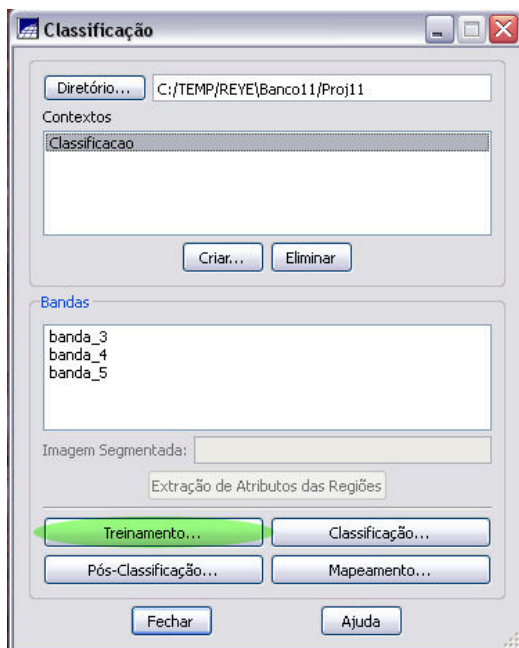 Classificação
Diretório... C:/TEMP/REYE\Banco11/Proj11
Contextos
Classificacao
Criar... Eliminar
Bandas
banda_3
banda_4
banda_5
Imagem Segmentada:
Extração de Atributos das Regiões
Treinamento... Classificação...
Pós-Classificação... Mapeamento...
Fechar Ajuda